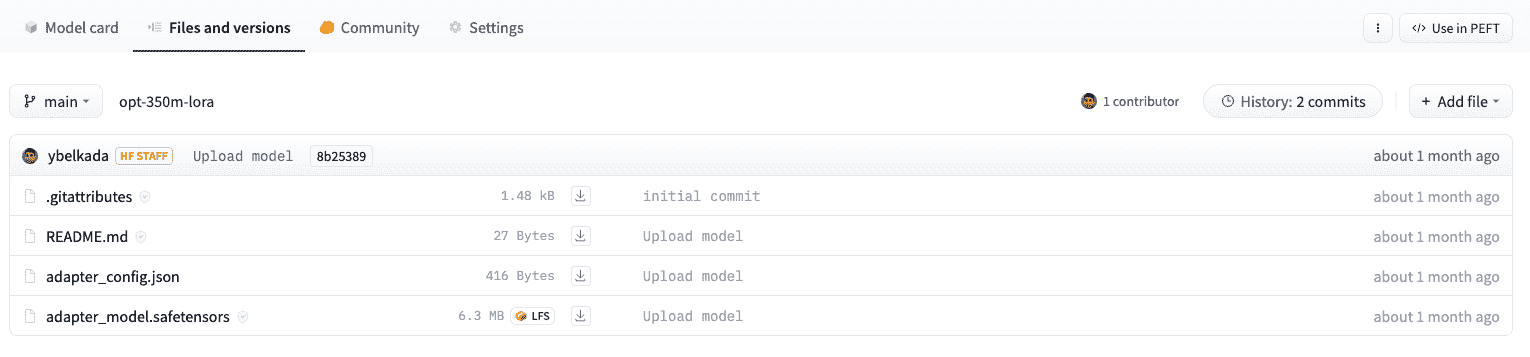 Model card Files and versions Community Settings </> Use in PEFT
main opt-350m-lora 1 contributor History: 2 commits + Add file
ybelkada HF STAFF Upload model 8b25389 about 1 month ago
.gitattributes 1.48 kB initial commit about 1 month ago
README.md 27 Bytes Upload model about 1 month ago
adapter_config.json 416 Bytes Upload model about 1 month ago
adapter_model.safetensors 6.3 MB LFS Upload model about 1 month ago